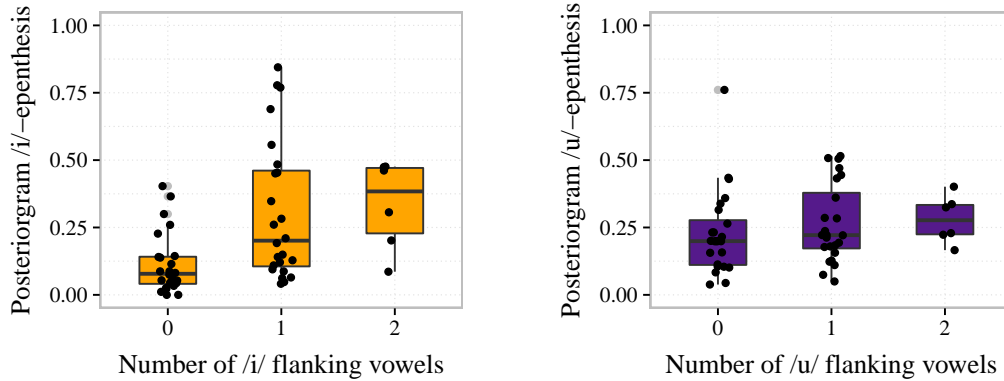 Posteriorgram /i/−epenthesis
1.00
0.75
0.50
0.25
0.00
0 1 2
Number of /i/ flanking vowels
Posteriorgram /u/−epenthesis
1.00
0.75
0.50
0.25
0.00
0 1 2
Number of /u/ flanking vowels